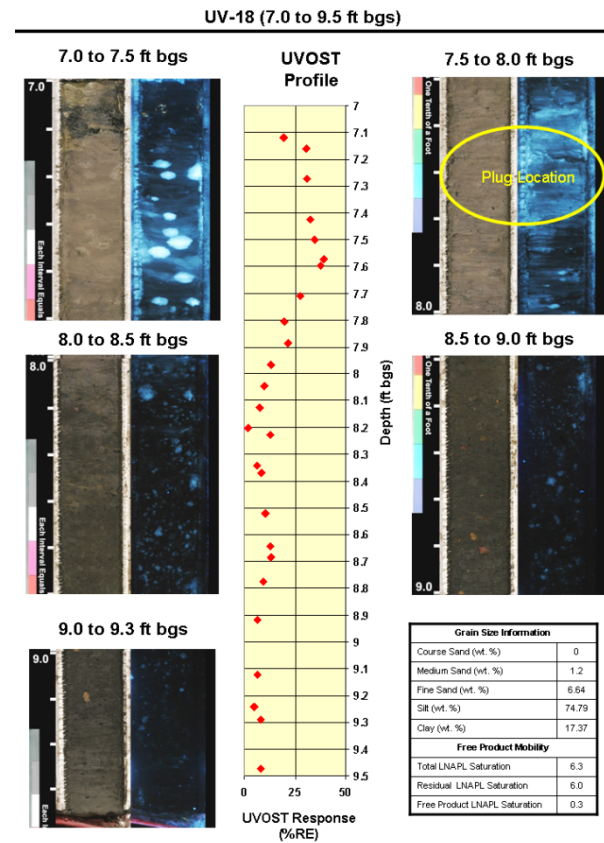 UV-18 (7.0 to 9.5 ft bgs)
7.0 to 7.5 ft bgs
7.0
Each Interval Equals
UVOST
Profile
7.5 to 8.0 ft bgs
One Tenth of a Foot
Plug Location
8.0
8.0 to 8.5 ft bgs
8.0
Each Interval Equals
7
7.1
7.2
7.3
7.4
7.5
7.6
7.7
7.8
7.9
8
8.1
8.2
8.3
8.4
8.5
8.6
8.7
8.8
8.9
9
9.1
9.2
9.3
9.4
9.5
Depth (ft bgs)
0
25
50
UVOST Response
(%RE)
8.5 to 9.0 ft bgs
One Tenth of a Foot
9.0
9.0 to 9.3 ft bgs
9.0
Each Interval Equals
Grain Size Information
Course Sand (wt. %) 0
Medium Sand (wt. %) 1.2
Fine Sand (wt. %) 6.64
Silt (wt. %) 74.79
Clay (wt. %) 17.37
Free Product Mobility
Total LNAPL Saturation 6.3
Residual LNAPL Saturation 6.0
Free Product LNAPL Saturation 0.3